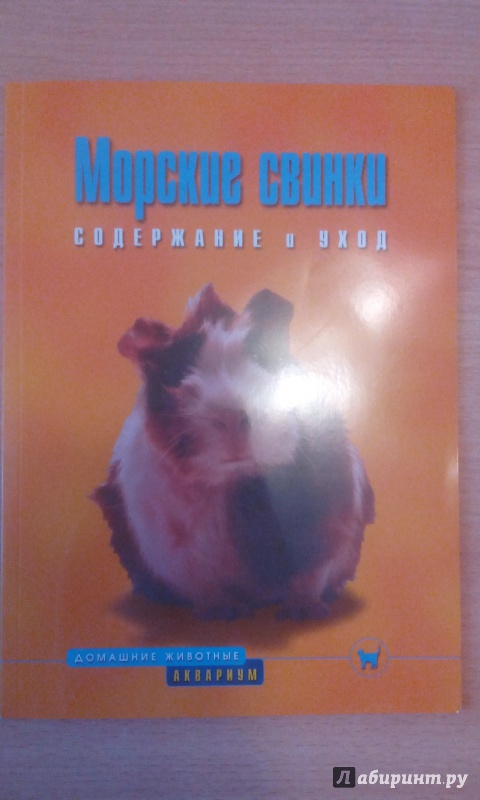 Морские свинки
СОДЕРЖАНИЕ и УХОД
ДОМАШНИЕ ЖИВОТНЫЕ
АКВАРИУМ
Лабиринт.ру